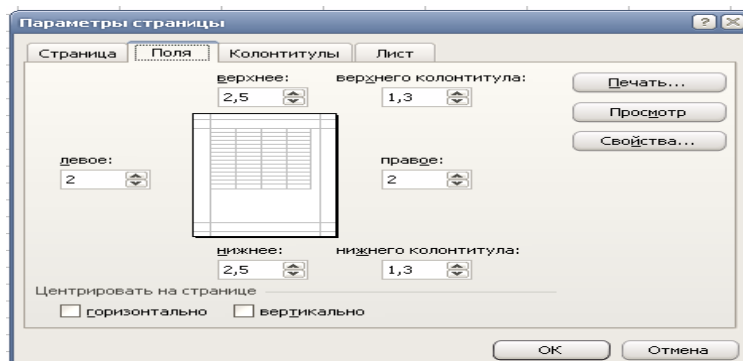 Параметры страницы
Страница Поля Колонтитулы Лист
верхнее: верхнего колонтитула:
2,5 1,3
Печать...
Просмотр
Свойства...
левое: правое:
2 2
нижнее: нижнего колонтитула:
2,5 1,3
Центрировать на странице
горизонтально вертикально
ОК Отмена